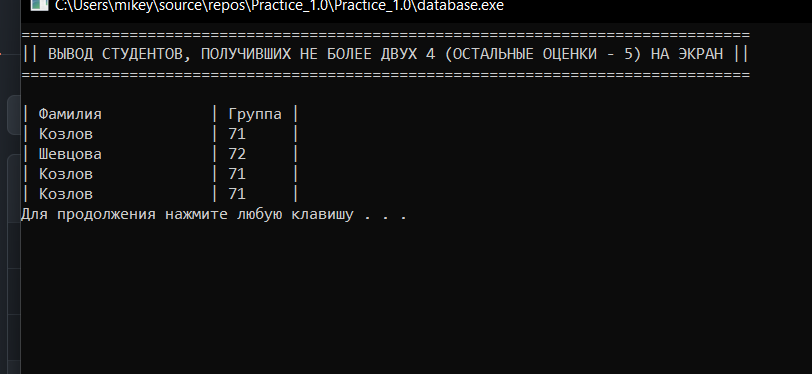 C:\Users\mikey\source\repos\Practice_1.0\Practice_1.0\database.exe
=================================================================================
|| ВЫВОД СТУДЕНТОВ, ПОЛУЧИВШИХ НЕ БОЛЕЕ ДВУХ 4 (ОСТАЛЬНЫЕ ОЦЕНКИ - 5) НА ЭКРАН ||
=================================================================================
| Фамилия            | Группа |
| Козлов             | 71     |
| Шевцова            | 72     |
| Козлов             | 71     |
| Козлов             | 71     |
Для продолжения нажмите любую клавишу . . .